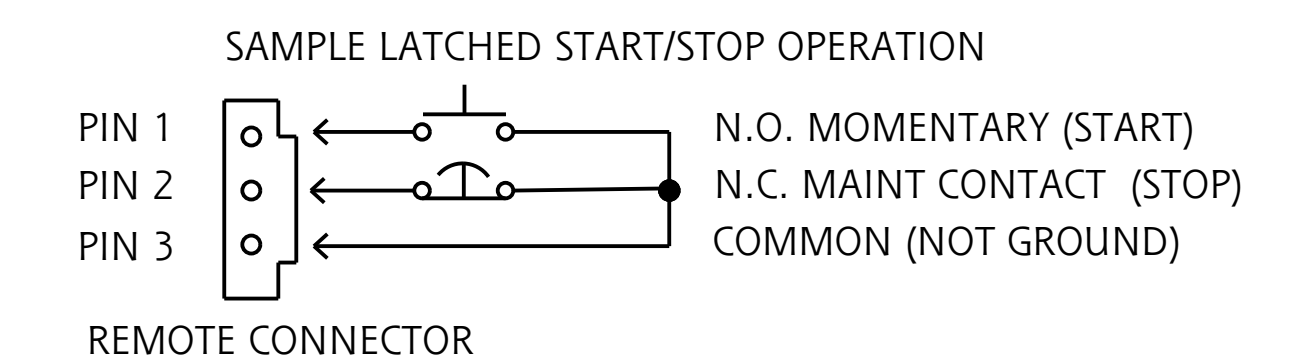 SAMPLE LATCHED START/STOP OPERATION
PIN 1 N.O. MOMENTARY (START)
PIN 2 N.C. MAINT CONTACT (STOP)
PIN 3 COMMON (NOT GROUND)
REMOTE CONNECTOR